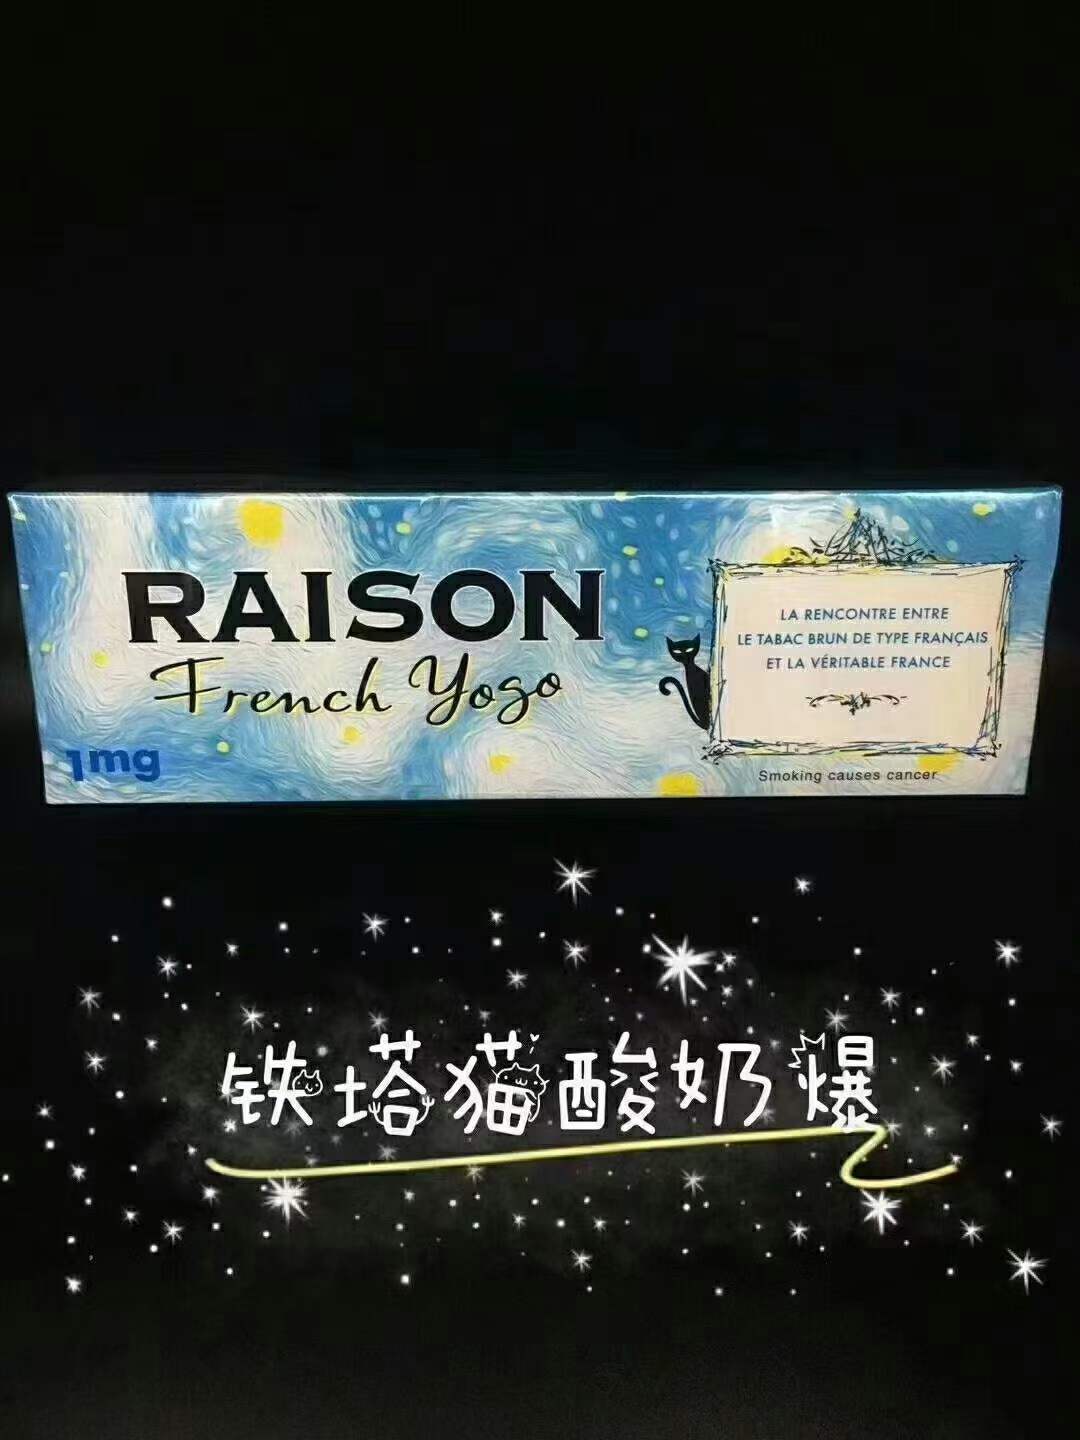 RAISON
French Yogo
1mg
LA RENCONTRE ENTRE
LE TABAC BRUN DE TYPE FRANÇAIS
ET LA VÉRITABLE FRANCE
Smoking causes cancer
铁塔猫酸奶爆